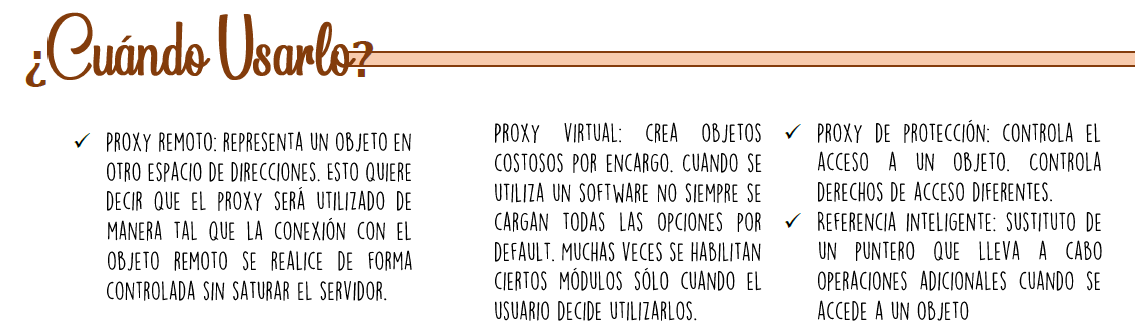 ¿Cuándo Usarlo?
✓ PROXY REMOTO: REPRESENTA UN OBJETO EN
OTRO ESPACIO DE DIRECCIONES. ESTO QUIERE
DECIR QUE EL PROXY SERÁ UTILIZADO DE
MANERA TAL QUE LA CONEXIÓN CON EL
OBJETO REMOTO SE REALICE DE FORMA
CONTROLADA SIN SATURAR EL SERVIDOR.
PROXY VIRTUAL: CREA OBJETOS
COSTOSOS POR ENCARGO. CUANDO SE
UTILIZA UN SOFTWARE NO SIEMPRE SE
CARGAN TODAS LAS OPCIONES POR
DEFAULT. MUCHAS VECES SE HABILITAN
CIERTOS MÓDULOS SÓLO CUANDO EL
USUARIO DECIDE UTILIZARLOS.
✓ PROXY DE PROTECCIÓN: CONTROLA EL
ACCESO A UN OBJETO. CONTROLA
DERECHOS DE ACCESO DIFERENTES.
✓ REFERENCIA INTELIGENTE: SUSTITUTO DE
UN PUNTERO QUE LLEVA A CABO
OPERACIONES ADICIONALES CUANDO SE
ACCEDE A UN OBJETO